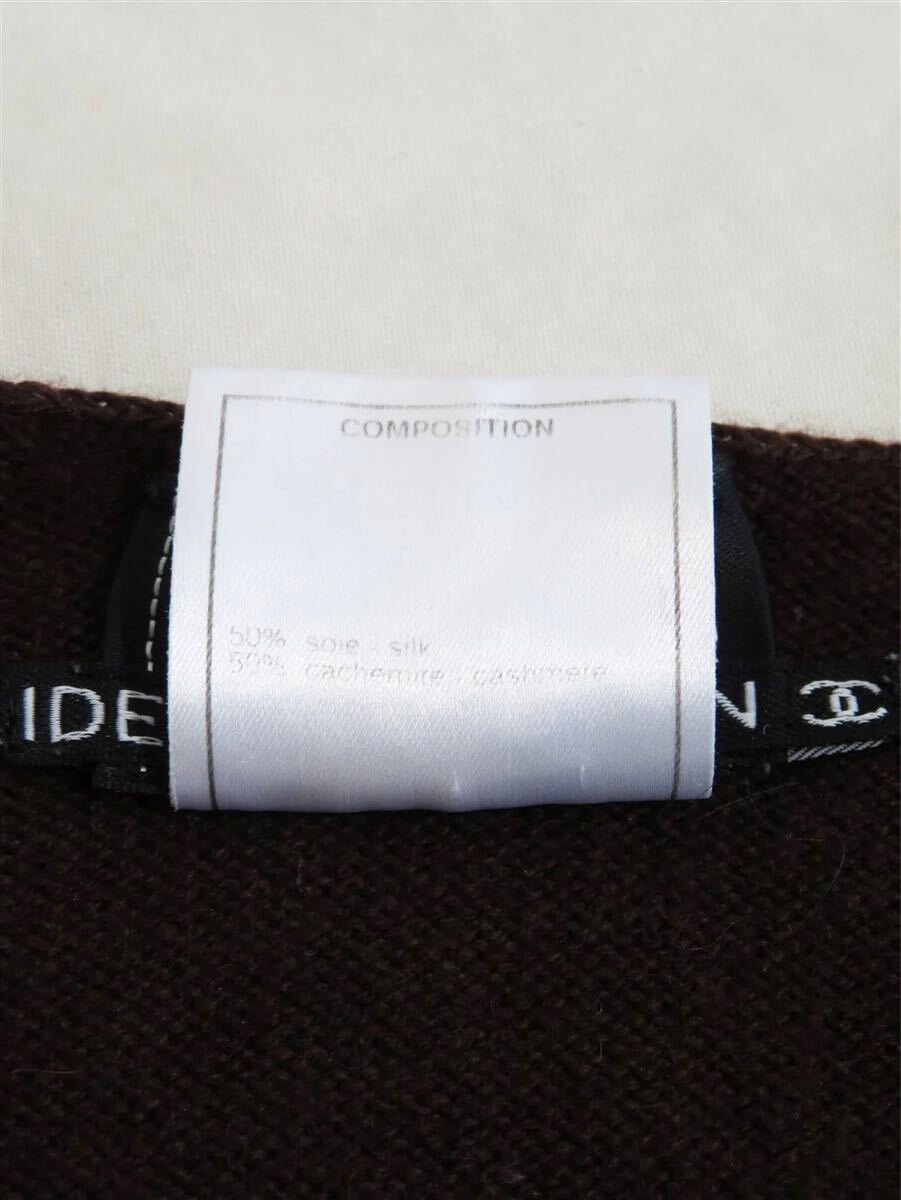 COMPOSITION
50% soie - silk
50% cachemire - cashmere
IDE
N